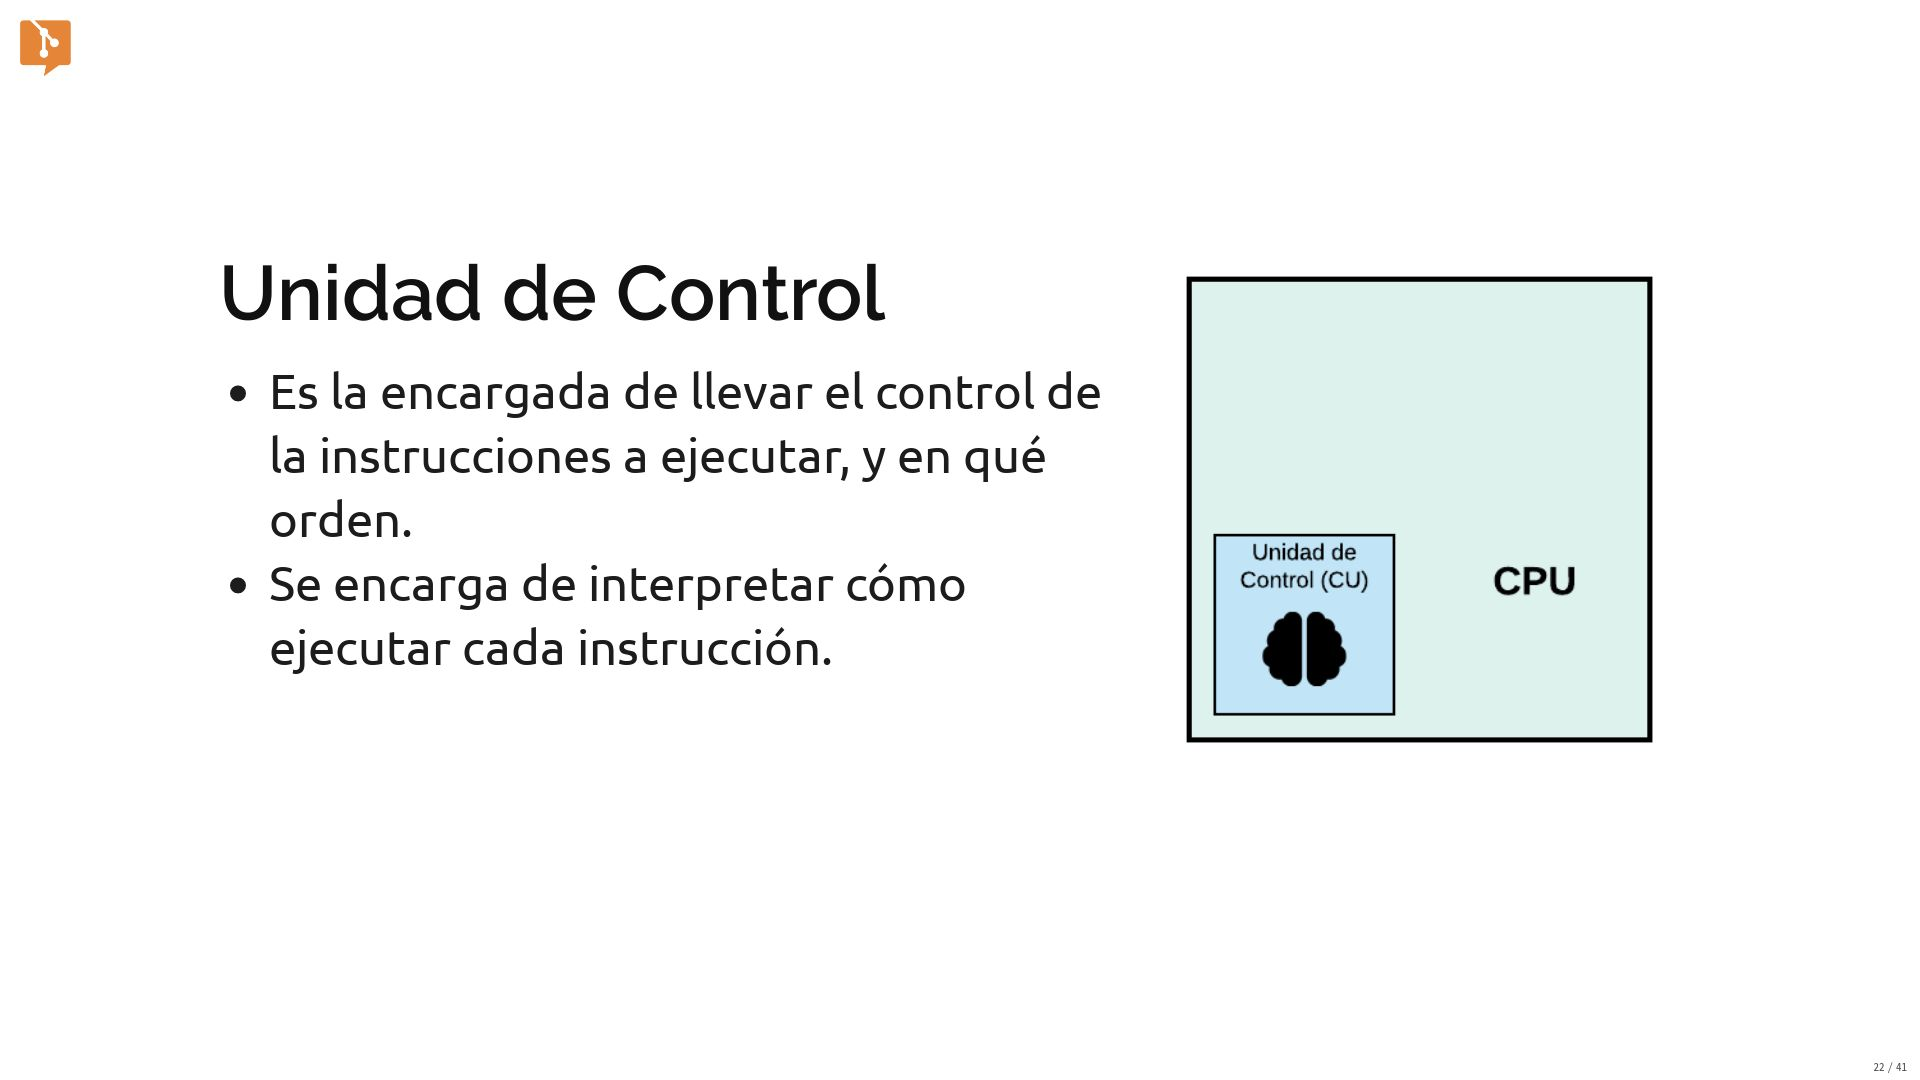 Unidad de Control
• Es la encargada de llevar el control de
la instrucciones a ejecutar, y en qué
orden.
• Se encarga de interpretar cómo
ejecutar cada instrucción.
Unidad de
Control (CU)
CPU
22 / 41